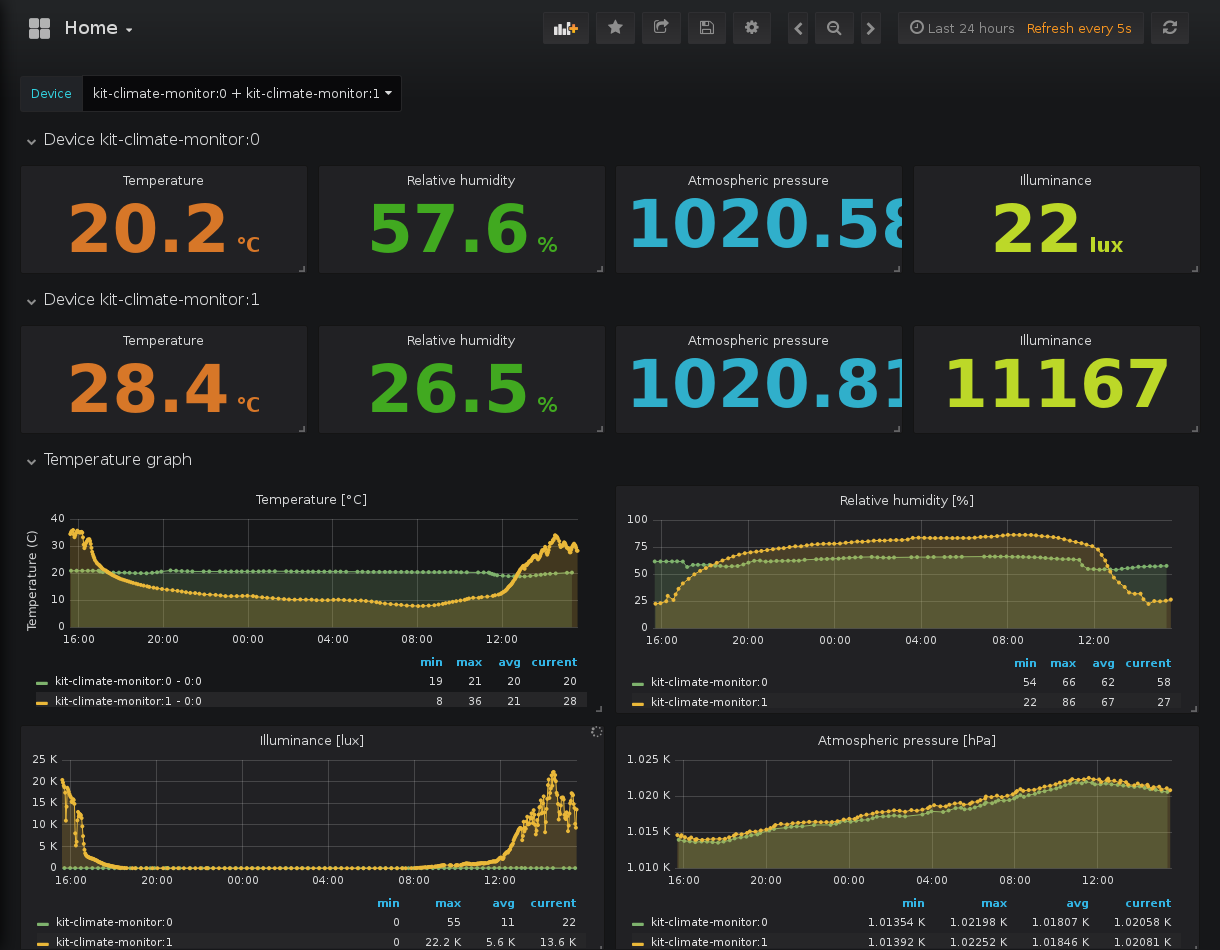 Home
Last 24 hours Refresh every 5s
Device kit-climate-monitor:0 + kit-climate-monitor:1
Device kit-climate-monitor:0
Temperature
20.2 °C
Relative humidity
57.6 %
Atmospheric pressure
1020.58
Illuminance
22 lux
Device kit-climate-monitor:1
Temperature
28.4 °C
Relative humidity
26.5 %
Atmospheric pressure
1020.81
Illuminance
11167
Temperature graph
Temperature [°C]
Temperature (C)
40
30
20
10
0
16:00 20:00 00:00 04:00 08:00 12:00
min max avg current
kit-climate-monitor:0 - 0:0 19 21 20 20
kit-climate-monitor:1 - 0:0 8 36 21 28
Relative humidity [%]
100
75
50
25
0
16:00 20:00 00:00 04:00 08:00 12:00
min max avg current
kit-climate-monitor:0 54 66 62 58
kit-climate-monitor:1 22 86 67 27
Illuminance [lux]
25 K
20 K
15 K
10 K
5 K
0
16:00 20:00 00:00 04:00 08:00 12:00
min max avg current
kit-climate-monitor:0 0 55 11 22
kit-climate-monitor:1 0 22.2 K 5.6 K 13.6 K
Atmospheric pressure [hPa]
1.025 K
1.020 K
1.015 K
1.010 K
16:00 20:00 00:00 04:00 08:00 12:00
min max avg current
kit-climate-monitor:0 1.01354 K 1.02198 K 1.01807 K 1.02058 K
kit-climate-monitor:1 1.01392 K 1.02252 K 1.01846 K 1.02081 K